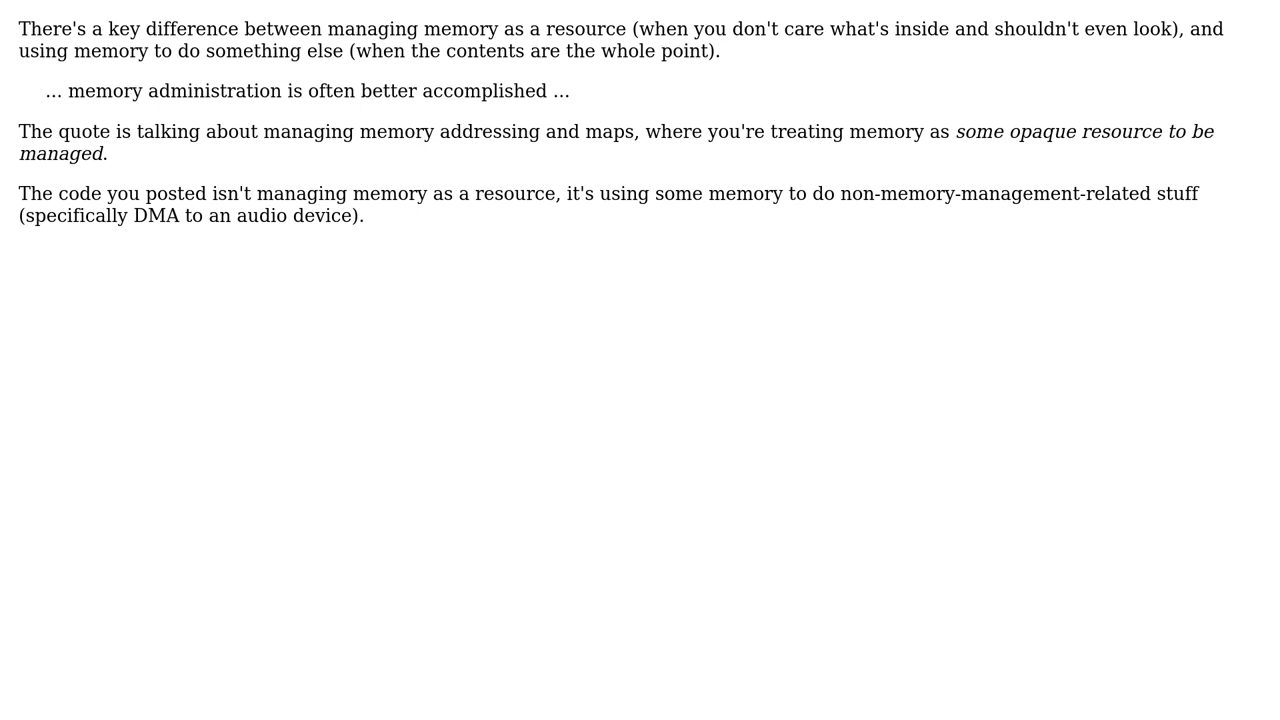 There's a key difference between managing memory as a resource (when you don't care what's inside and shouldn't even look), and
using memory to do something else (when the contents are the whole point).
... memory administration is often better accomplished ...
The quote is talking about managing memory addressing and maps, where you're treating memory as some opaque resource to be
managed.
The code you posted isn't managing memory as a resource, it's using some memory to do non-memory-management-related stuff
(specifically DMA to an audio device).